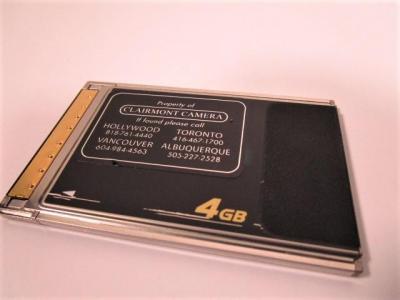 Property of
CLAIRMONT CAMERA
If found please call
HOLLYWOOD TORONTO
818-761-4440 416-467-1700
VANCOUVER ALBUQUERQUE
604-984-4563 505-227-2528
4GB